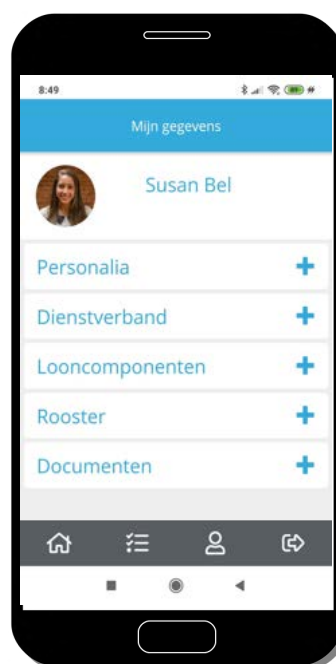 8:49
Mijn gegevens
Susan Bel
Personalia
Dienstverband
Looncomponenten
Rooster
Documenten